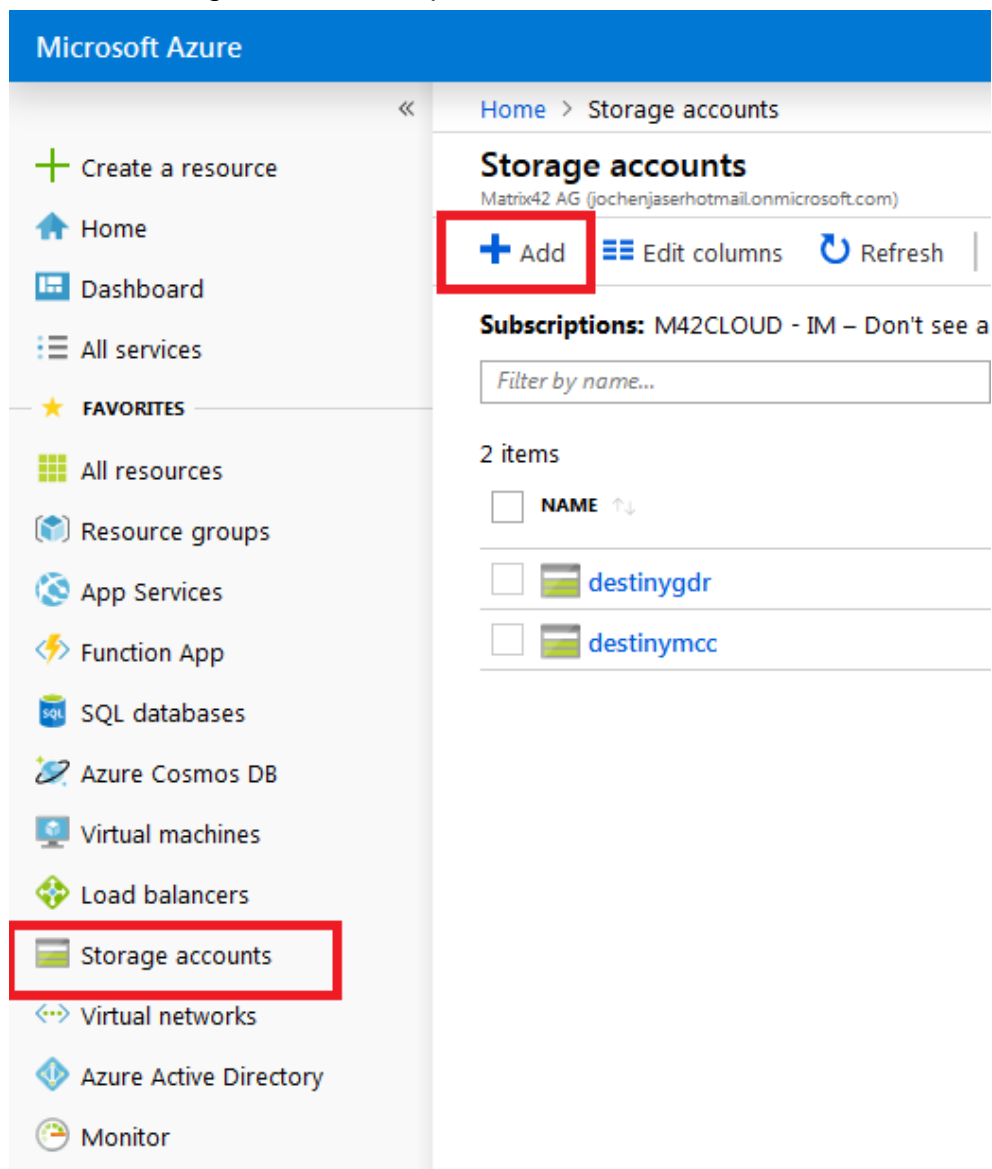 Microsoft Azure
«
Home > Storage accounts
Create a resource
Home
Dashboard
All services
FAVORITES
All resources
Resource groups
App Services
Function App
SQL databases
Azure Cosmos DB
Virtual machines
Load balancers
Storage accounts
Virtual networks
Azure Active Directory
Monitor
Storage accounts
Matrix42 AG (jochenjaserhotmail.onmicrosoft.com)
Add Edit columns Refresh
Subscriptions: M42CLOUD - IM – Don't see a
Filter by name...
2 items
NAME
destinygdr
destinymcc
SQL